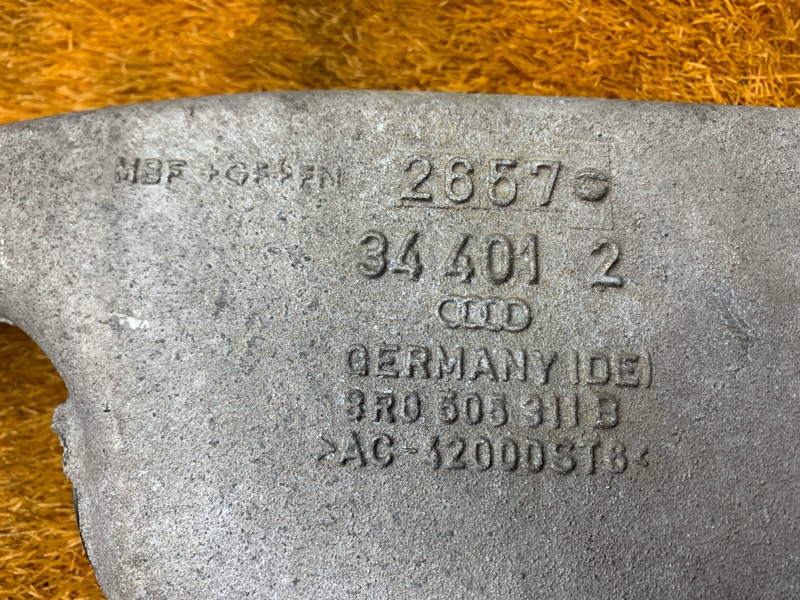 2657
34 401 2
GERMANY (DE)
8R0 505 311 B
>AC-42000ST6<